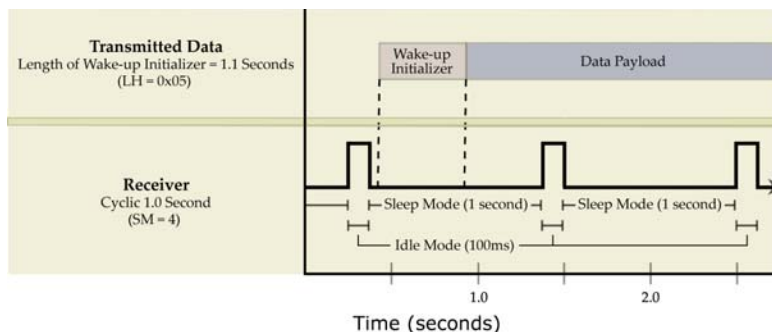 Transmitted Data
Length of Wake-up Initializer = 1.1 Seconds
(LH = 0x05)
Wake-up
Initializer
Data Payload
Receiver
Cyclic 1.0 Second
(SM = 4)
Sleep Mode (1 second)
Sleep Mode (1 second)
Idle Mode (100ms)
1.0
2.0
Time (seconds)